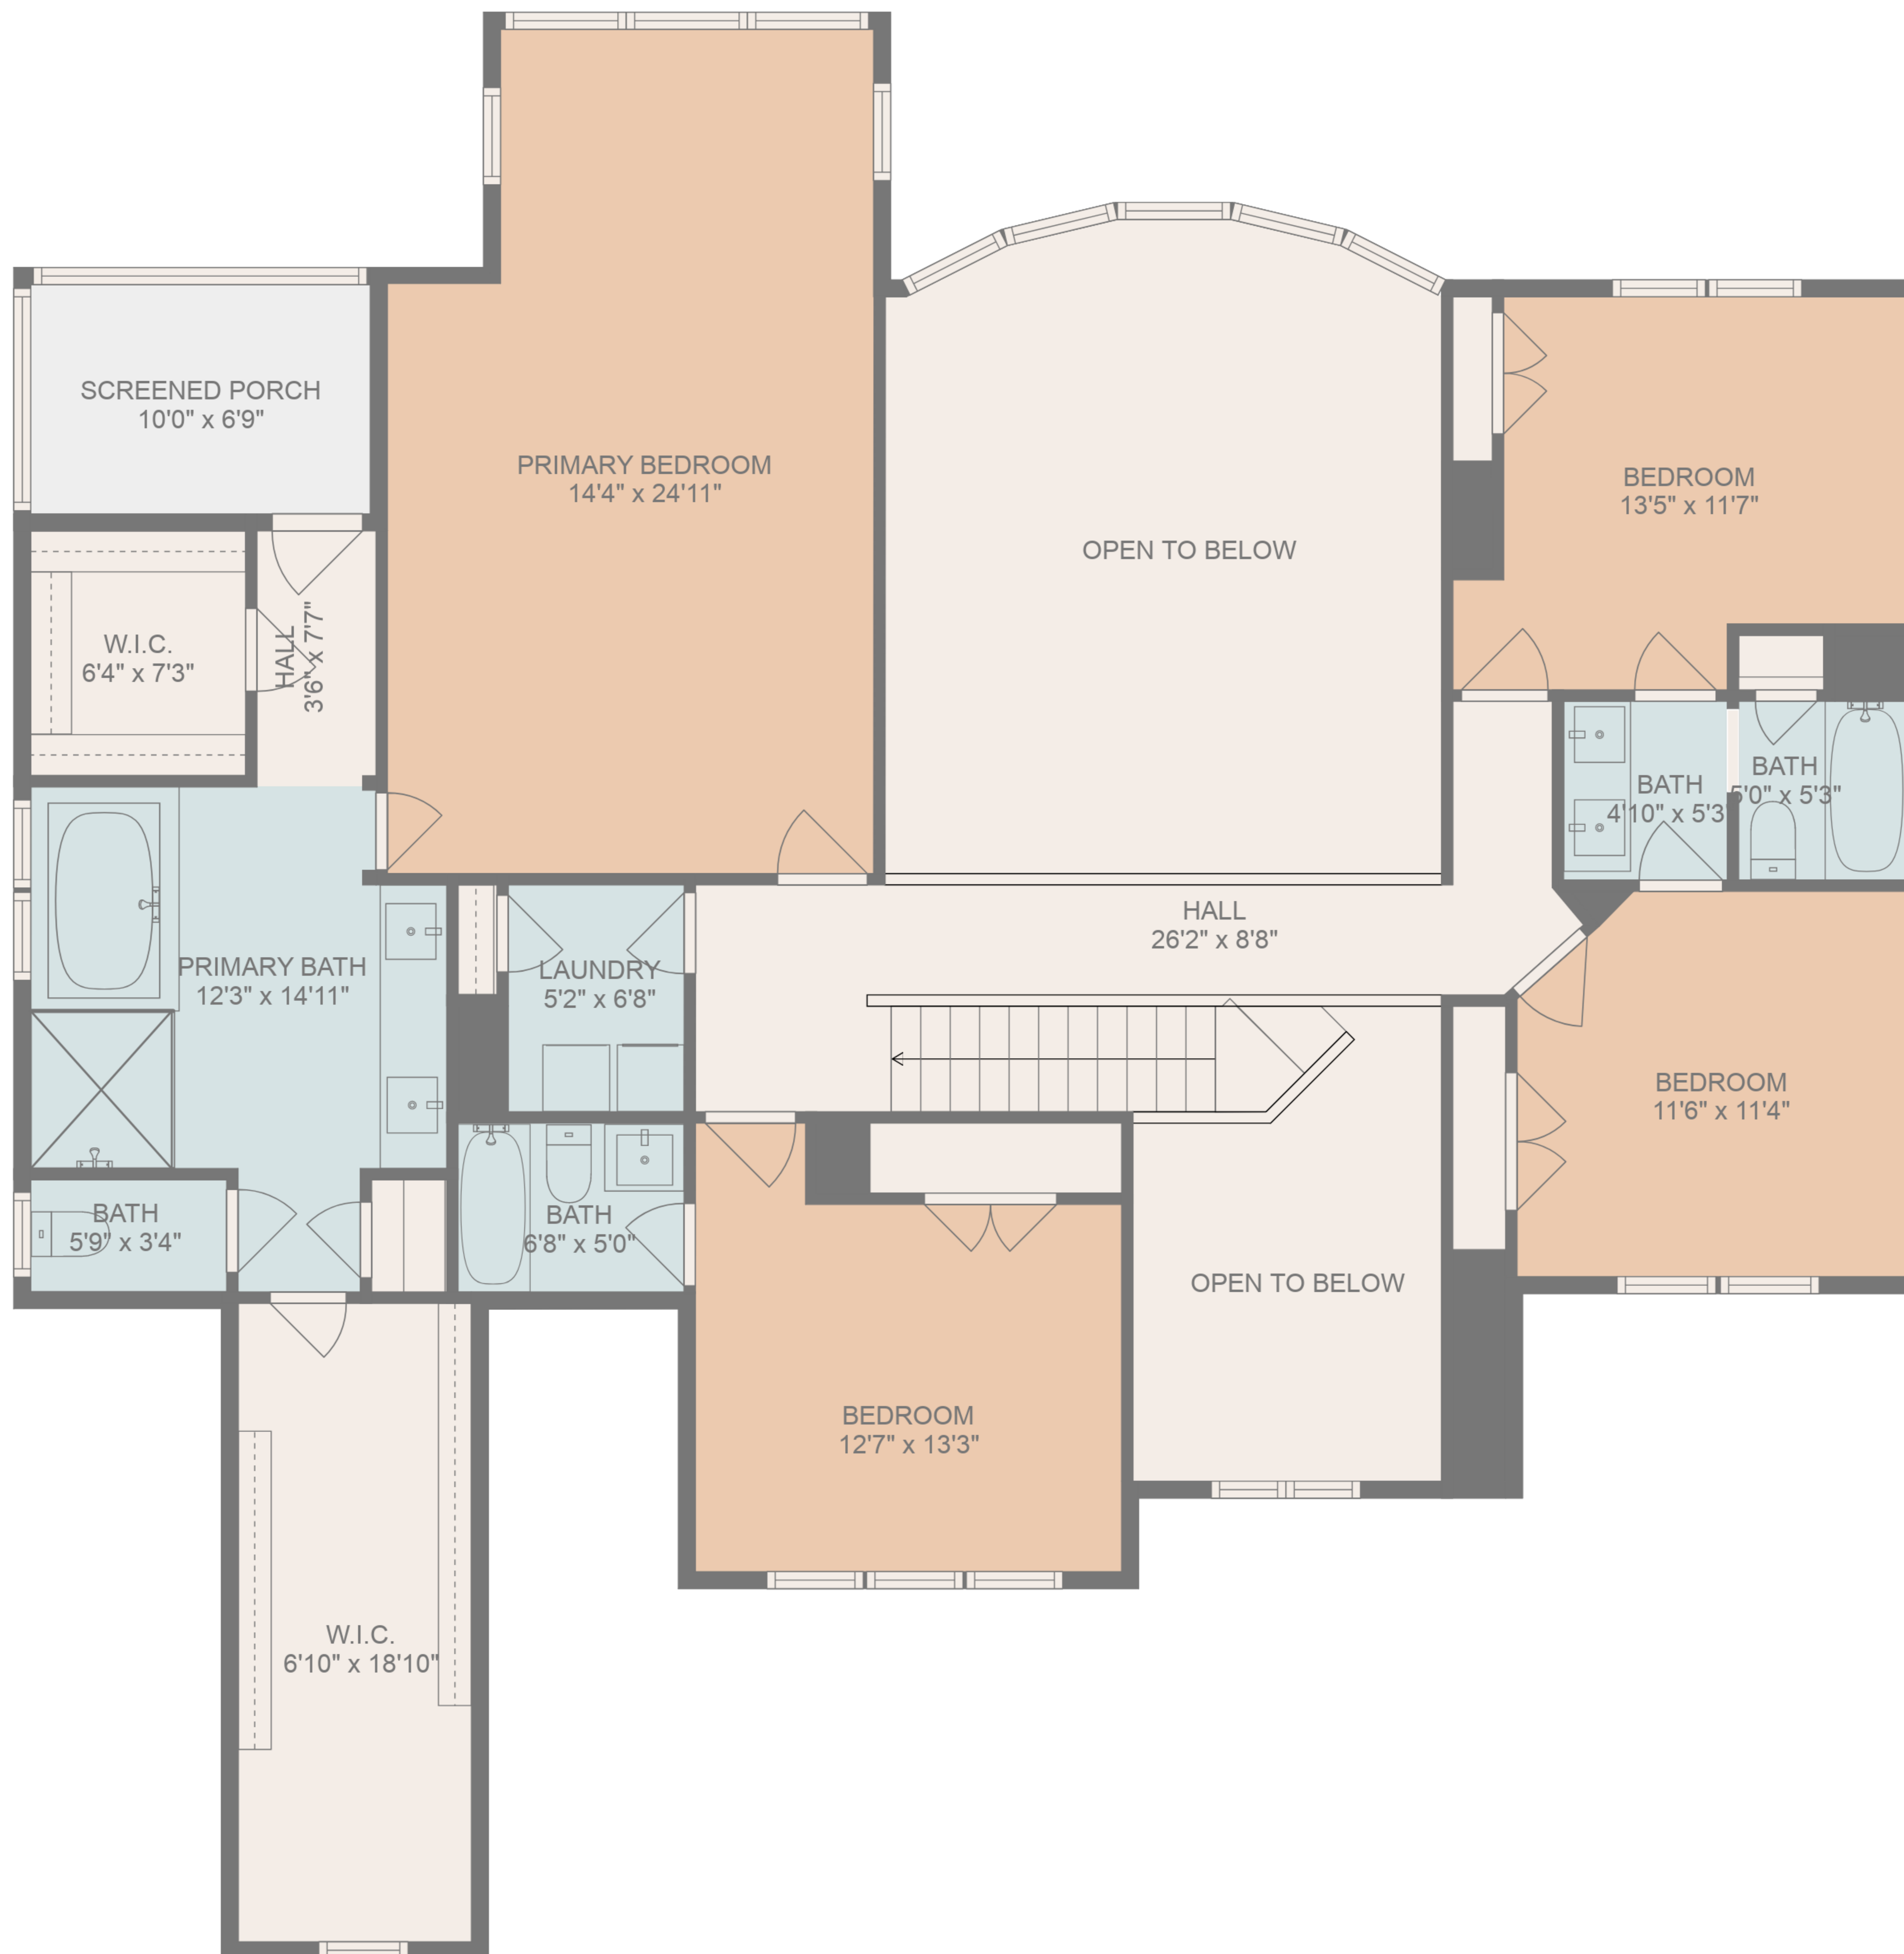 SCREENED PORCH
10'0" x 6'9"
PRIMARY BEDROOM
14'4" x 24'11"
BEDROOM
13'5" x 11'7"
OPEN TO BELOW
W.I.C.
6'4" x 7'3"
HALL
3'6" x 7'7"
BATH
4'10" x 5'3"
BATH
5'0" x 5'3"
HALL
26'2" x 8'8"
PRIMARY BATH
12'3" x 14'11"
LAUNDRY
5'2" x 6'8"
BEDROOM
11'6" x 11'4"
BATH
5'9" x 3'4"
BATH
6'8" x 5'0"
OPEN TO BELOW
BEDROOM
12'7" x 13'3"
W.I.C.
6'10" x 18'10"